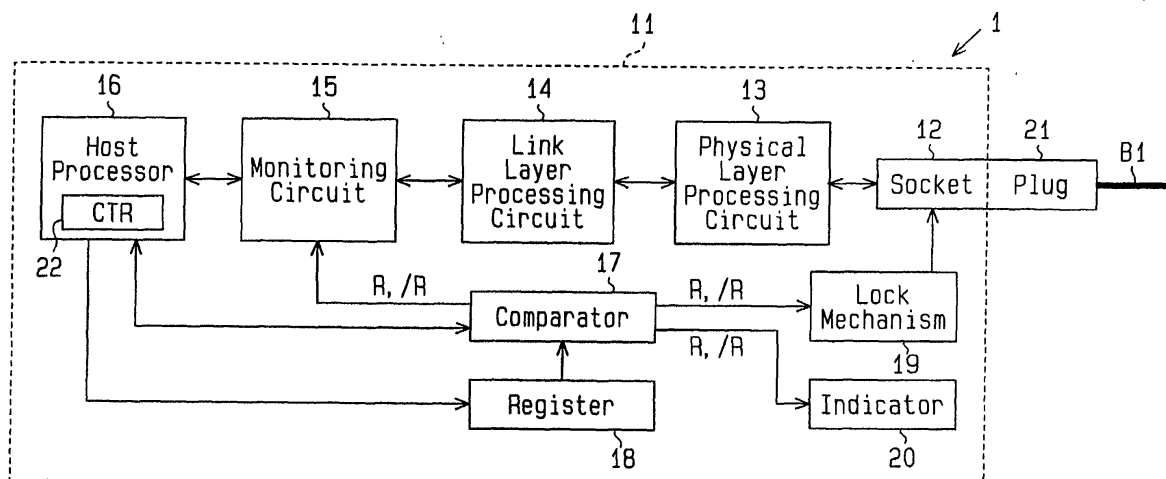 11
1
16
15
14
13
12
21
B1
Host
Processor
CTR
22
Monitoring
Circuit
Link
Layer
Processing
Circuit
Physical
Layer
Processing
Circuit
Socket
Plug
17
R, /R
Comparator
R, /R
R, /R
Lock
Mechanism
19
Register
18
Indicator
20